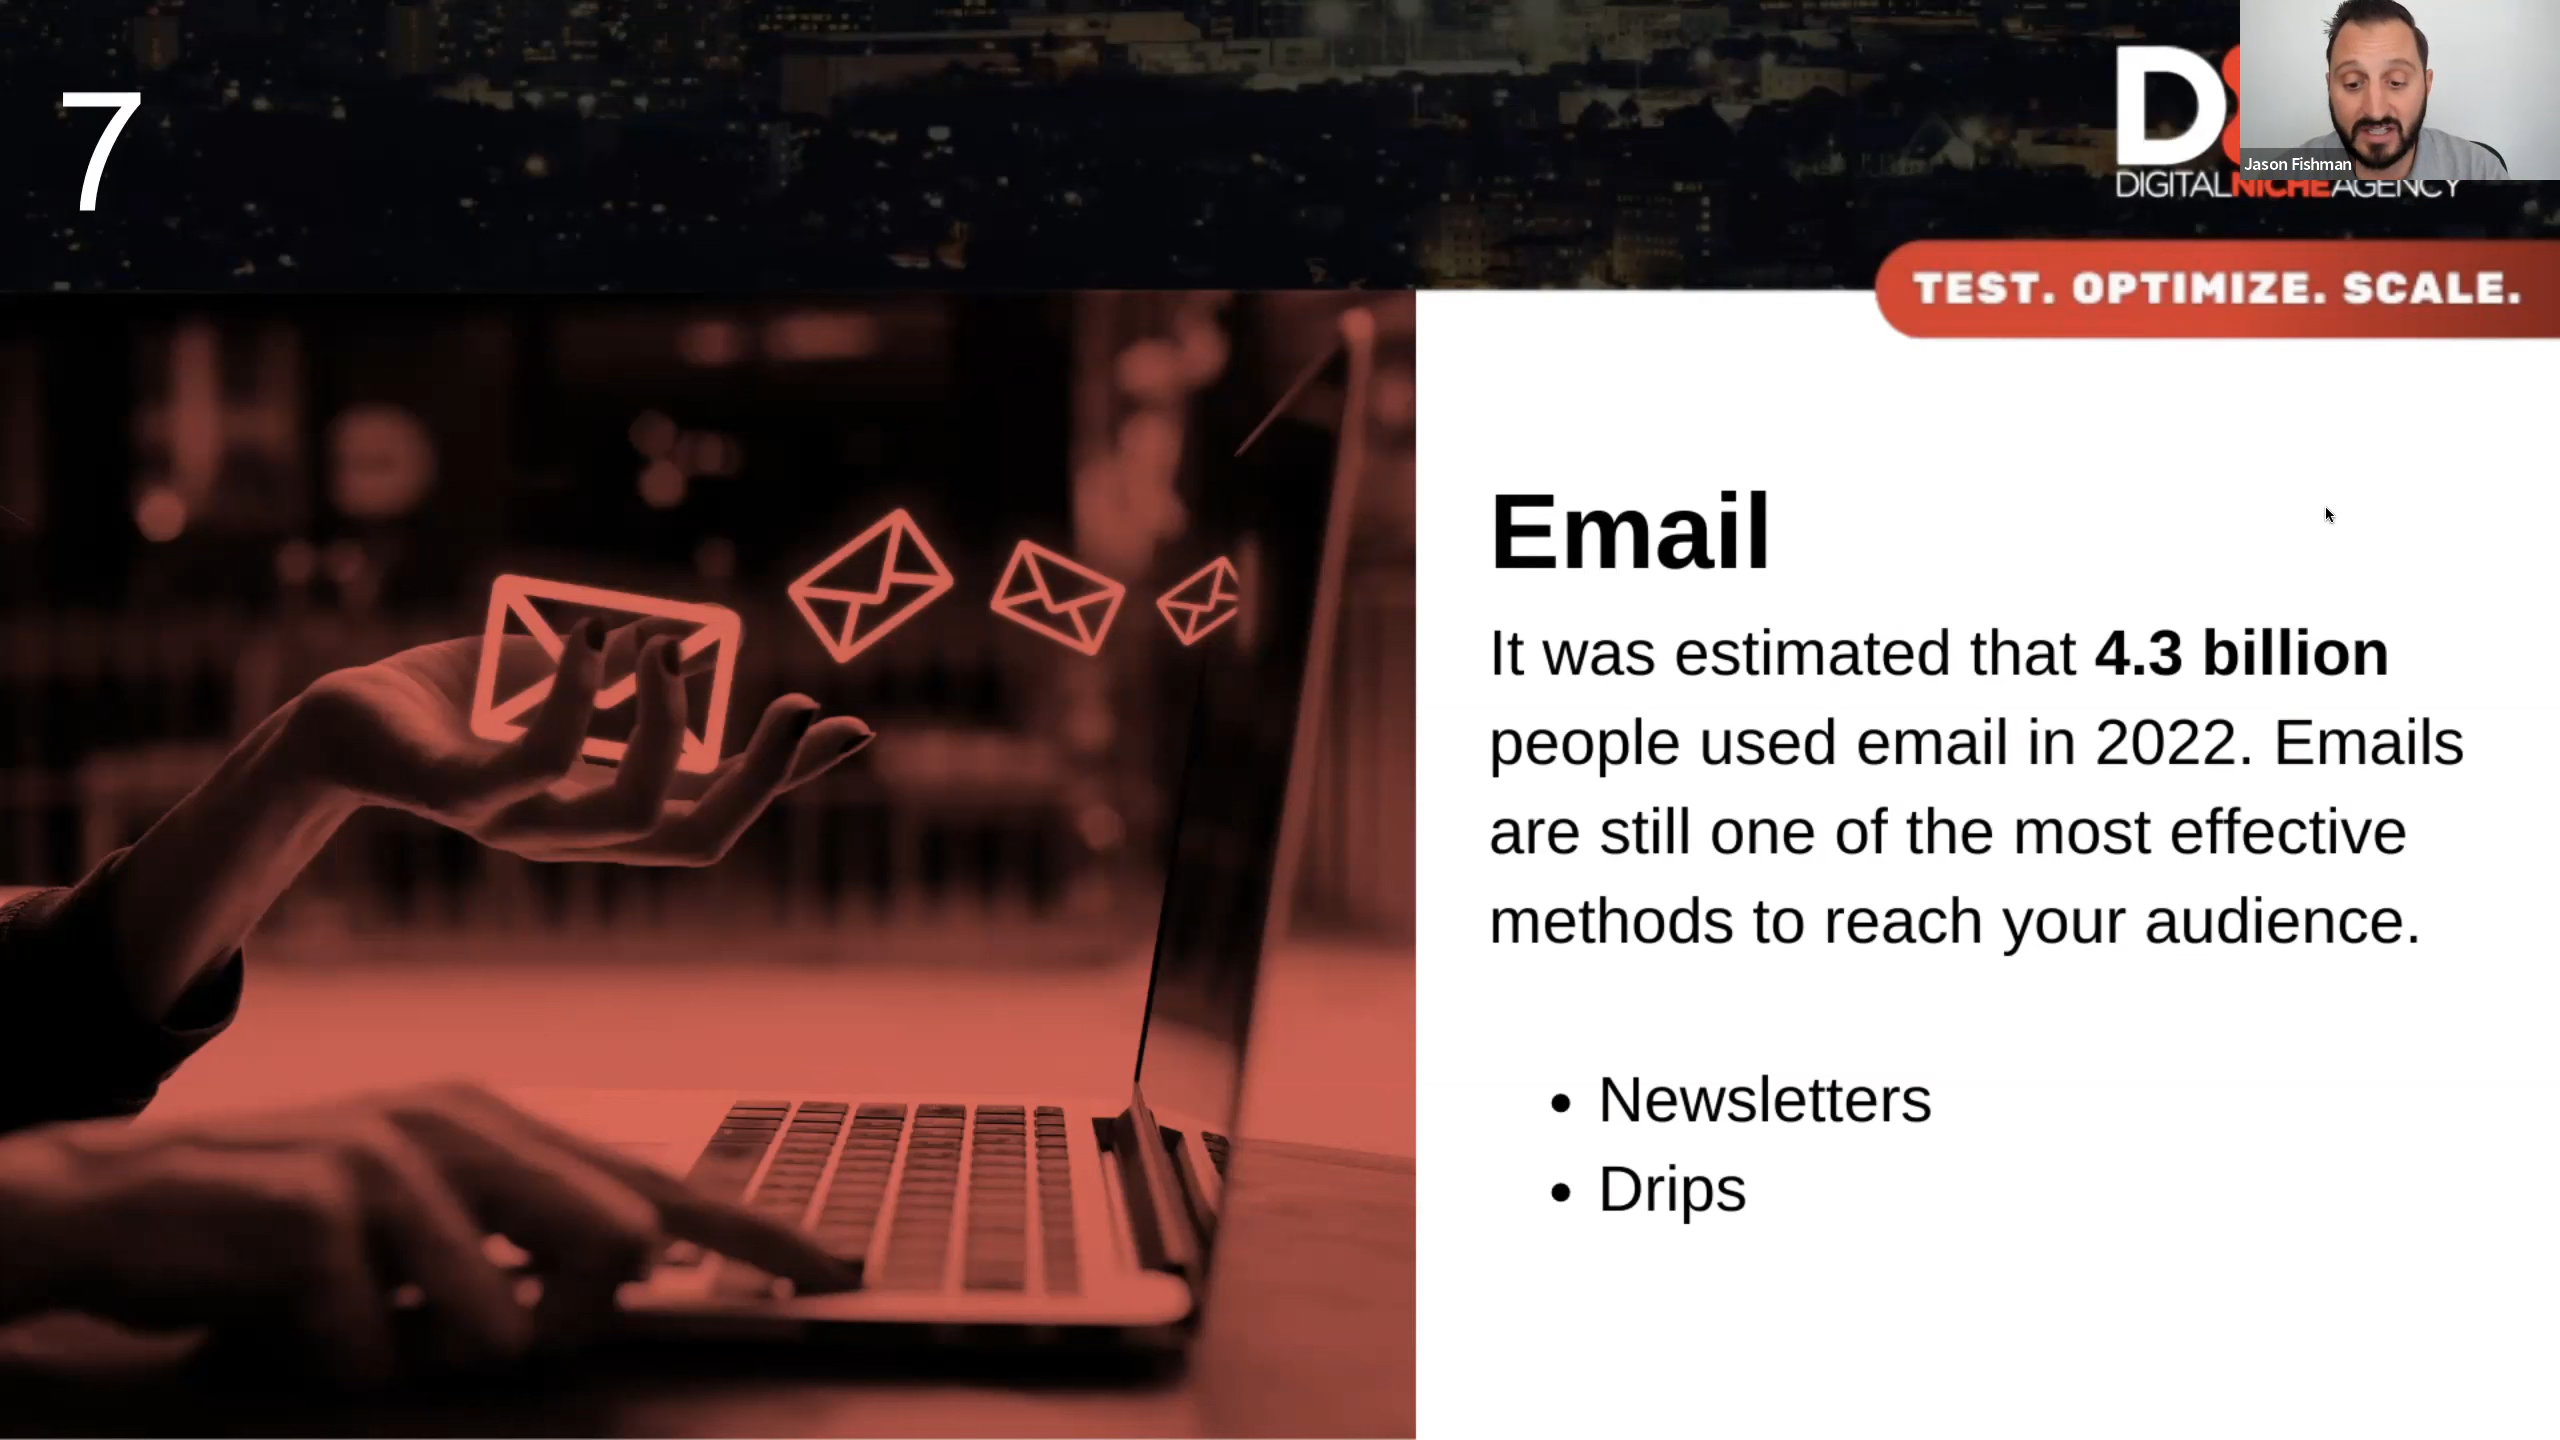 7
D
Jason Fishman
DIGITALNICHEAGENCY
TEST. OPTIMIZE. SCALE.
Email
It was estimated that 4.3 billion
people used email in 2022. Emails
are still one of the most effective
methods to reach your audience.
• Newsletters
• Drips